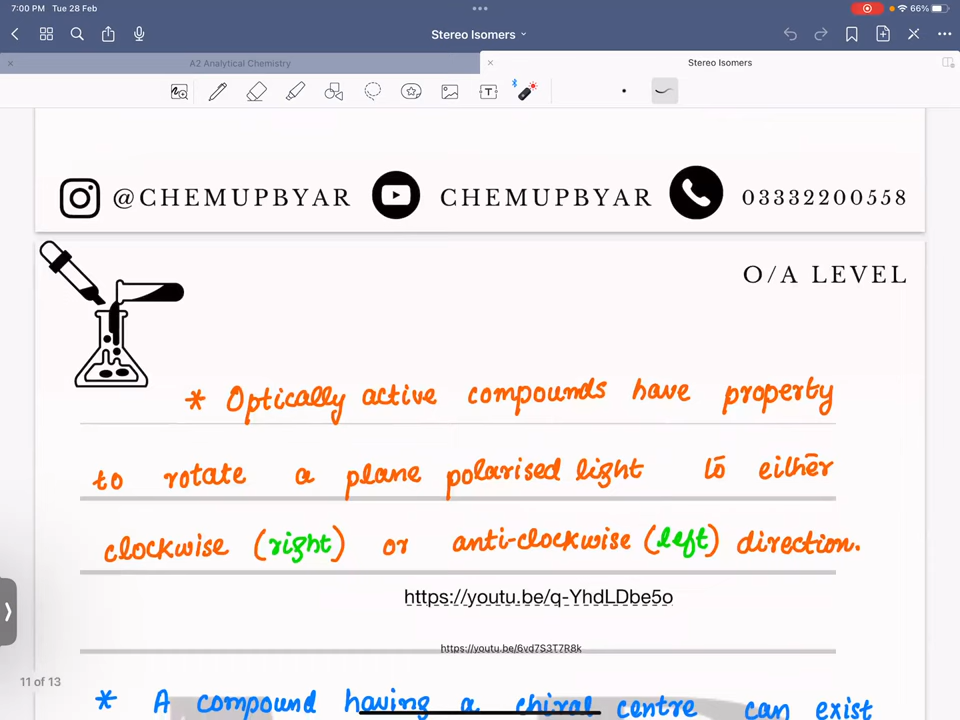 7:00 PM Tue 28 Feb
66%
Stereo Isomers
A2 Analytical Chemistry
Stereo Isomers
@CHEMUPBYAR CHEMUPBYAR 03332200558
O/A LEVEL
* Optically active compounds have property
to rotate a plane polarised light to either
clockwise (right) or anti-clockwise (left) direction.
https://youtu.be/q-YhdLDbe5o
https://youtu.be/6vd7S3T7R8k
11 of 13
* A compound having a chiral centre can exist